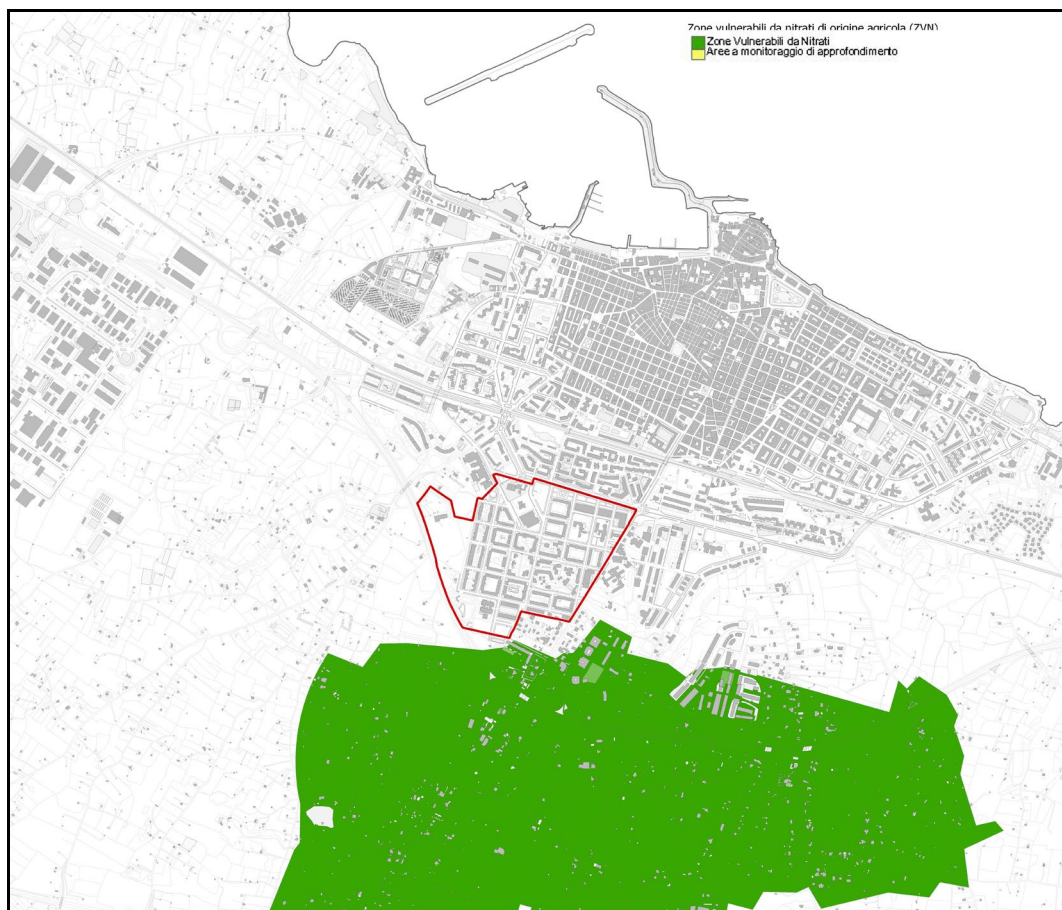 Zone vulnerabili da nitrati di origine agricola (ZVN)
Zone Vulnerabili da Nitrati
Aree a monitoraggio di approfondimento